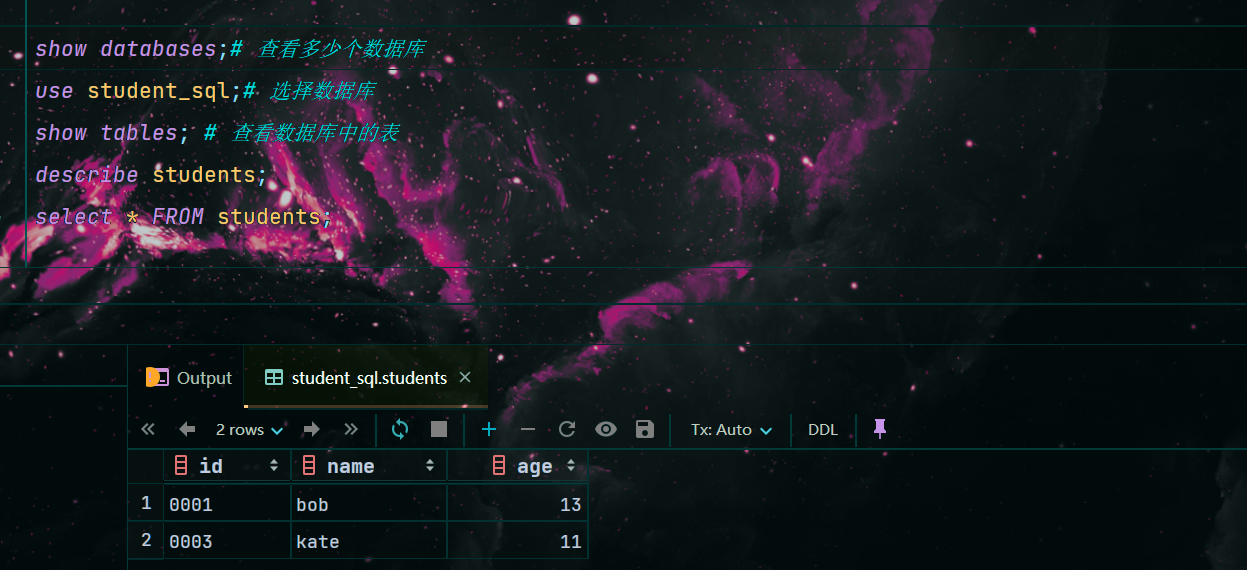 show databases;# 查看多少个数据库
use student_sql;# 选择数据库
show tables; # 查看数据库中的表
describe students;
select * FROM students;
Output student_sql.students
2 rows Tx: Auto DDL
id name age
1 0001 bob 13
2 0003 kate 11